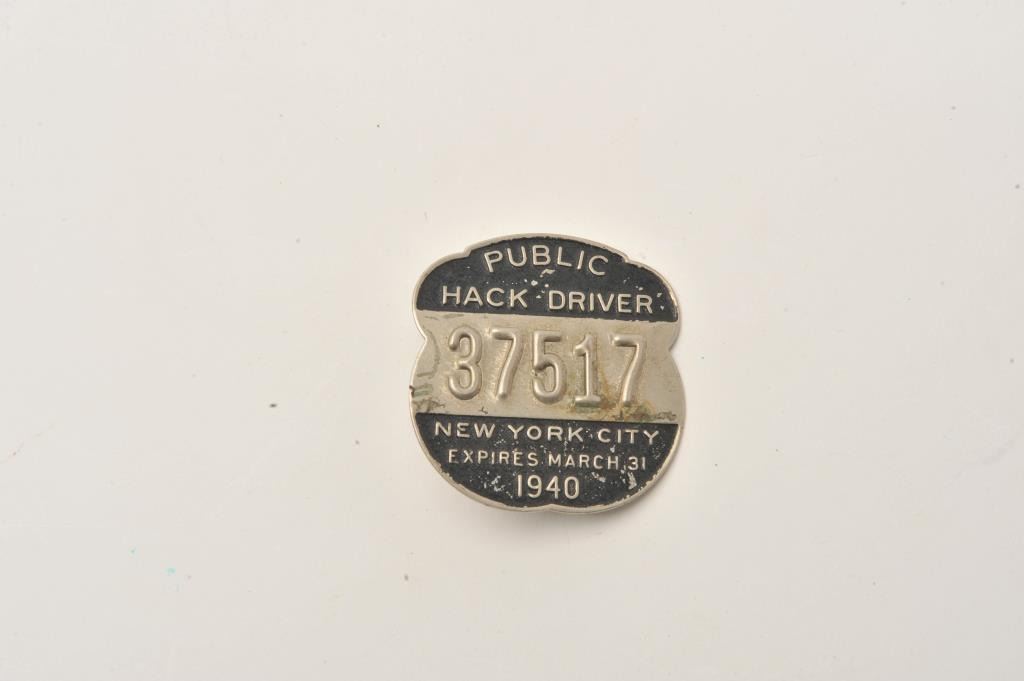 PUBLIC
HACK DRIVER
37517
NEW YORK CITY
EXPIRES MARCH 31
1940